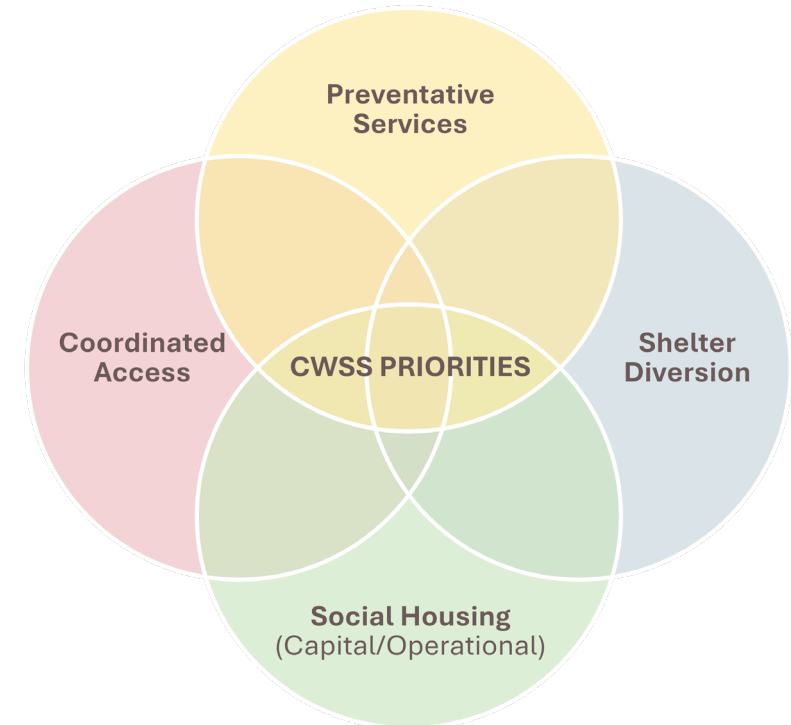 Preventative
Services
Coordinated
Access
CWSS PRIORITIES
Shelter
Diversion
Social Housing
(Capital/Operational)